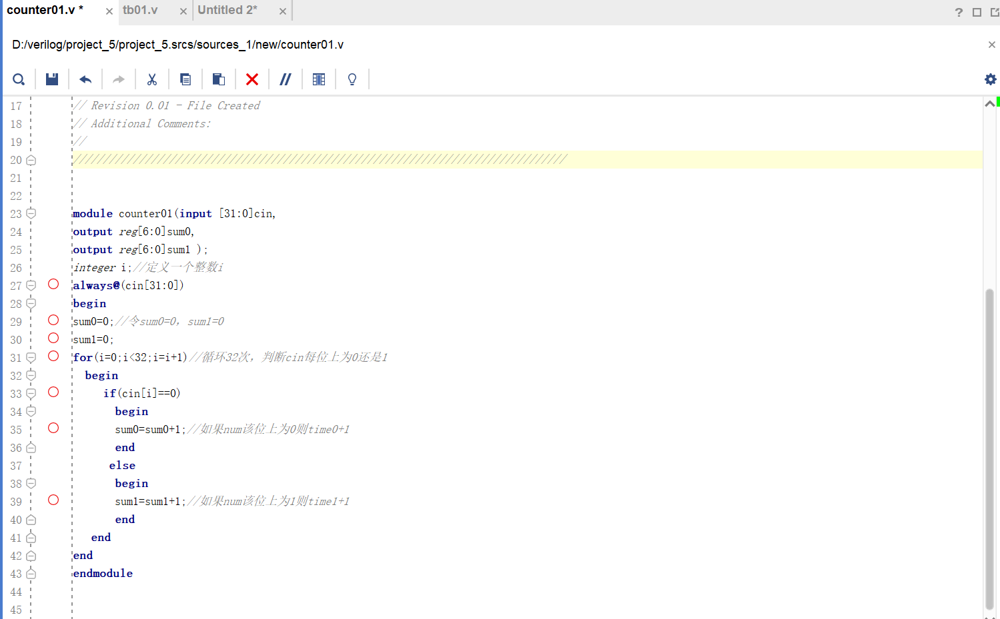 counter01.v *
tb01.v
Untitled 2*
D:/verilog/project_5/project_5.srcs/sources_1/new/counter01.v
17 // Revision 0.01 - File Created
18 // Additional Comments:
19 //
20 //////////////////////////////////////////////////////////////////////////////////
21
22
23 module counter01(input [31:0]cin,
24 output reg[6:0]sum0,
25 output reg[6:0]sum1 );
26 integer i;//定义一个整数i
27 always@(cin[31:0])
28 begin
29 sum0=0;//令sum0=0，sum1=0
30 sum1=0;
31 for(i=0;i<32;i=i+1)//循环32次，判断cin每位上为0还是1
32 begin
33 if(cin[i]==0)
34 begin
35 sum0=sum0+1;//如果num该位上为0则time0+1
36 end
37 else
38 begin
39 sum1=sum1+1;//如果num该位上为1则time1+1
40 end
41 end
42 end
43 endmodule
44
45